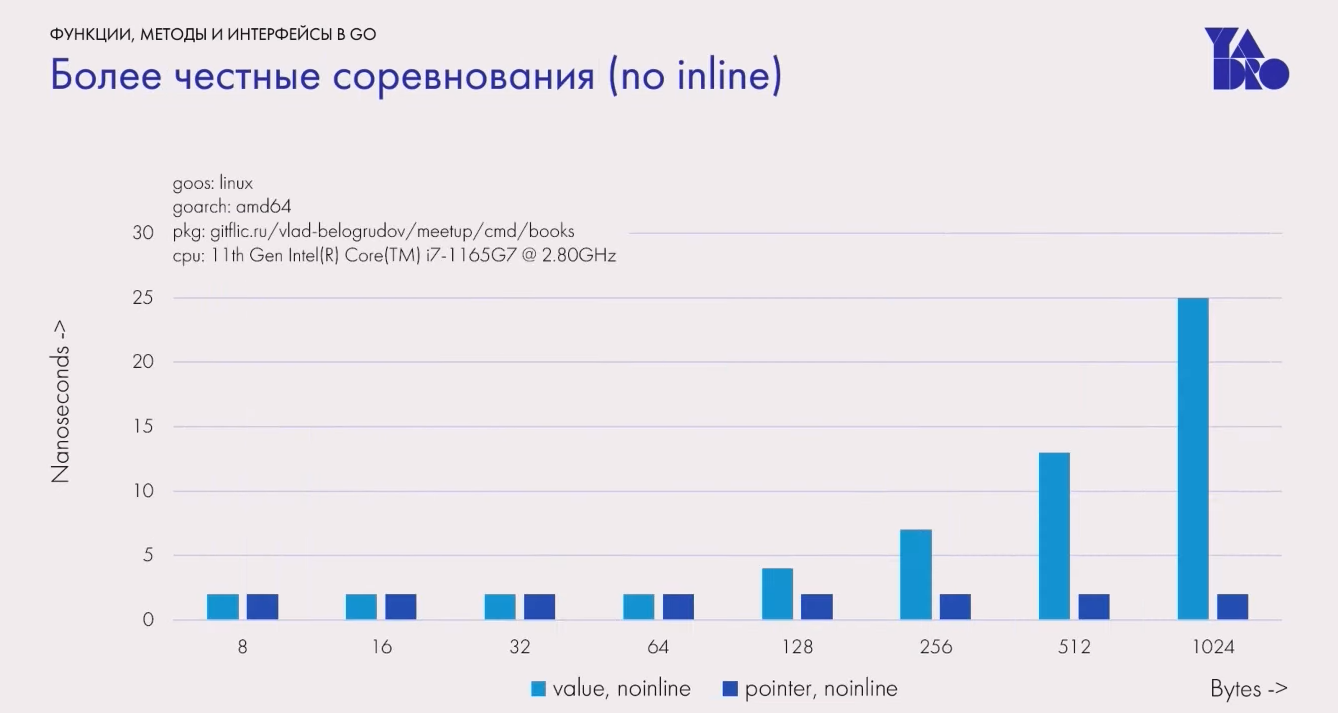 ФУНКЦИИ, МЕТОДЫ И ИНТЕРФЕЙСЫ В GO
Более честные соревнования (no inline)
YADRO
goos: linux
goarch: amd64
pkg: gitflic.ru/vlad-belogrudov/meetup/cmd/books
cpu: 11th Gen Intel(R) Core(TM) i7-1165G7 @ 2.80GHz
Nanoseconds ->
30
25
20
15
10
5
0
8 16 32 64 128 256 512 1024
value, noinline pointer, noinline Bytes ->